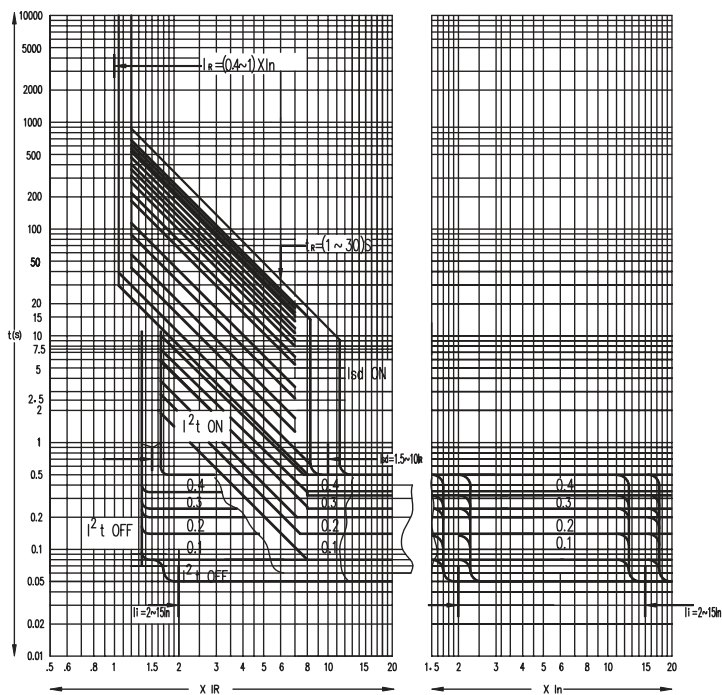 10000
5000
2000
1000
500
200
100
50
20
15
10
7.5
5
2.5
2
1
0.5
0.2
0.1
0.05
0.02
0.01
t(s)
IR=(0.4~1)XIn
tR=(1~30)S
Isd ON
I²t ON
Isd=1.5~10IR
0.4 0.4 0.4
0.3 0.3 0.3
I²t OFF 0.2 0.2 0.2
0.1 0.1 0.1
I²t OFF
Ii=2~15In Ii=2~15In
.5 .6 .8 1 1.5 2 3 4 5 6 8 10 20 1.5 2 3 4 5 6 8 10 15 20
X IR X In